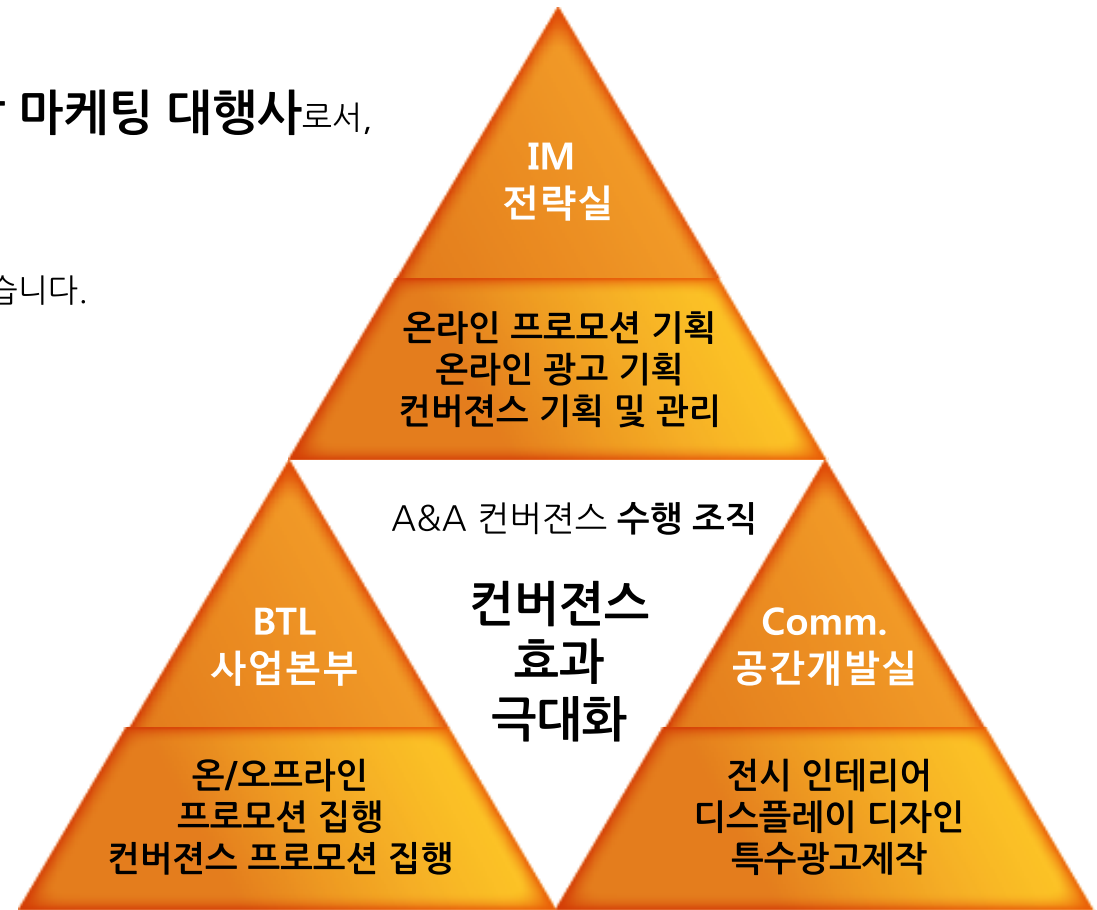 마케팅 대행사로서,
습니다.
IM
전략실
온라인 프로모션 기획
온라인 광고 기획
컨버젼스 기획 및 관리
A&A 컨버젼스 수행 조직
컨버젼스
효과
극대화
BTL
사업본부
온/오프라인
프로모션 집행
컨버젼스 프로모션 집행
Comm.
공간개발실
전시 인테리어
디스플레이 디자인
특수광고제작